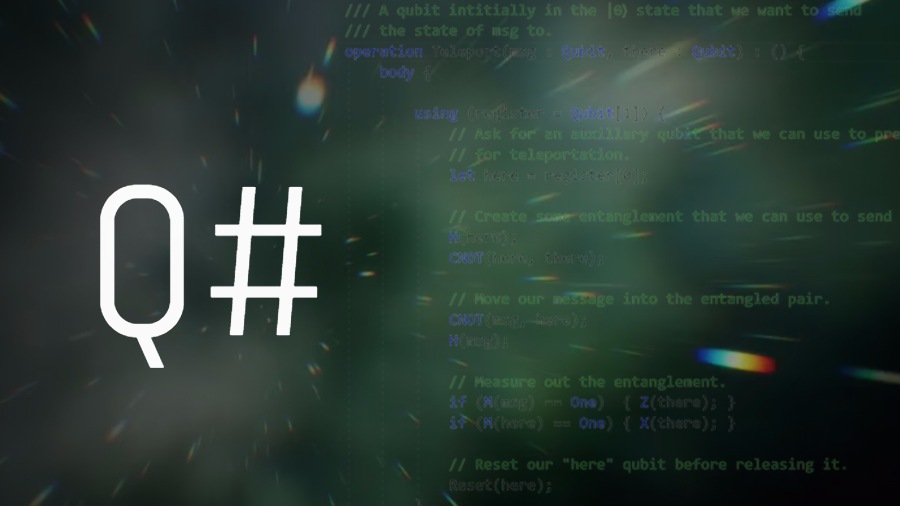 Q#
/// A qubit intitially in the |0⟩ state that we want to send
/// the state of msg to.
operation Teleport(msg : Qubit, there : Qubit) : () {
body {
using (register = Qubit[1]) {
// Ask for an auxillary qubit that we can use to pre
// for teleportation.
let here = register[0];
// Create some entanglement that we can use to send
H(here);
CNOT(here, there);
// Move our message into the entangled pair.
CNOT(msg, here);
H(msg);
// Measure out the entanglement.
if (M(msg) == One) { Z(there); }
if (M(here) == One) { X(there); }
// Reset our "here" qubit before releasing it.
Reset(here);